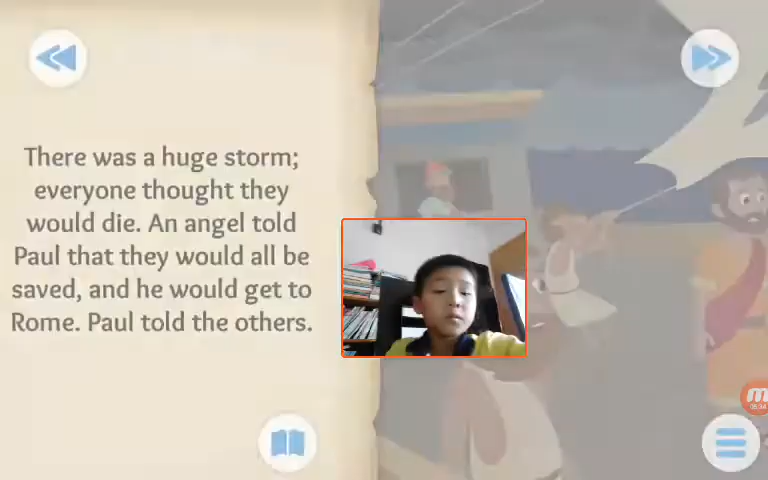 There was a huge storm;
everyone thought they
would die. An angel told
Paul that they would all be
saved, and he would get to
Rome. Paul told the others.